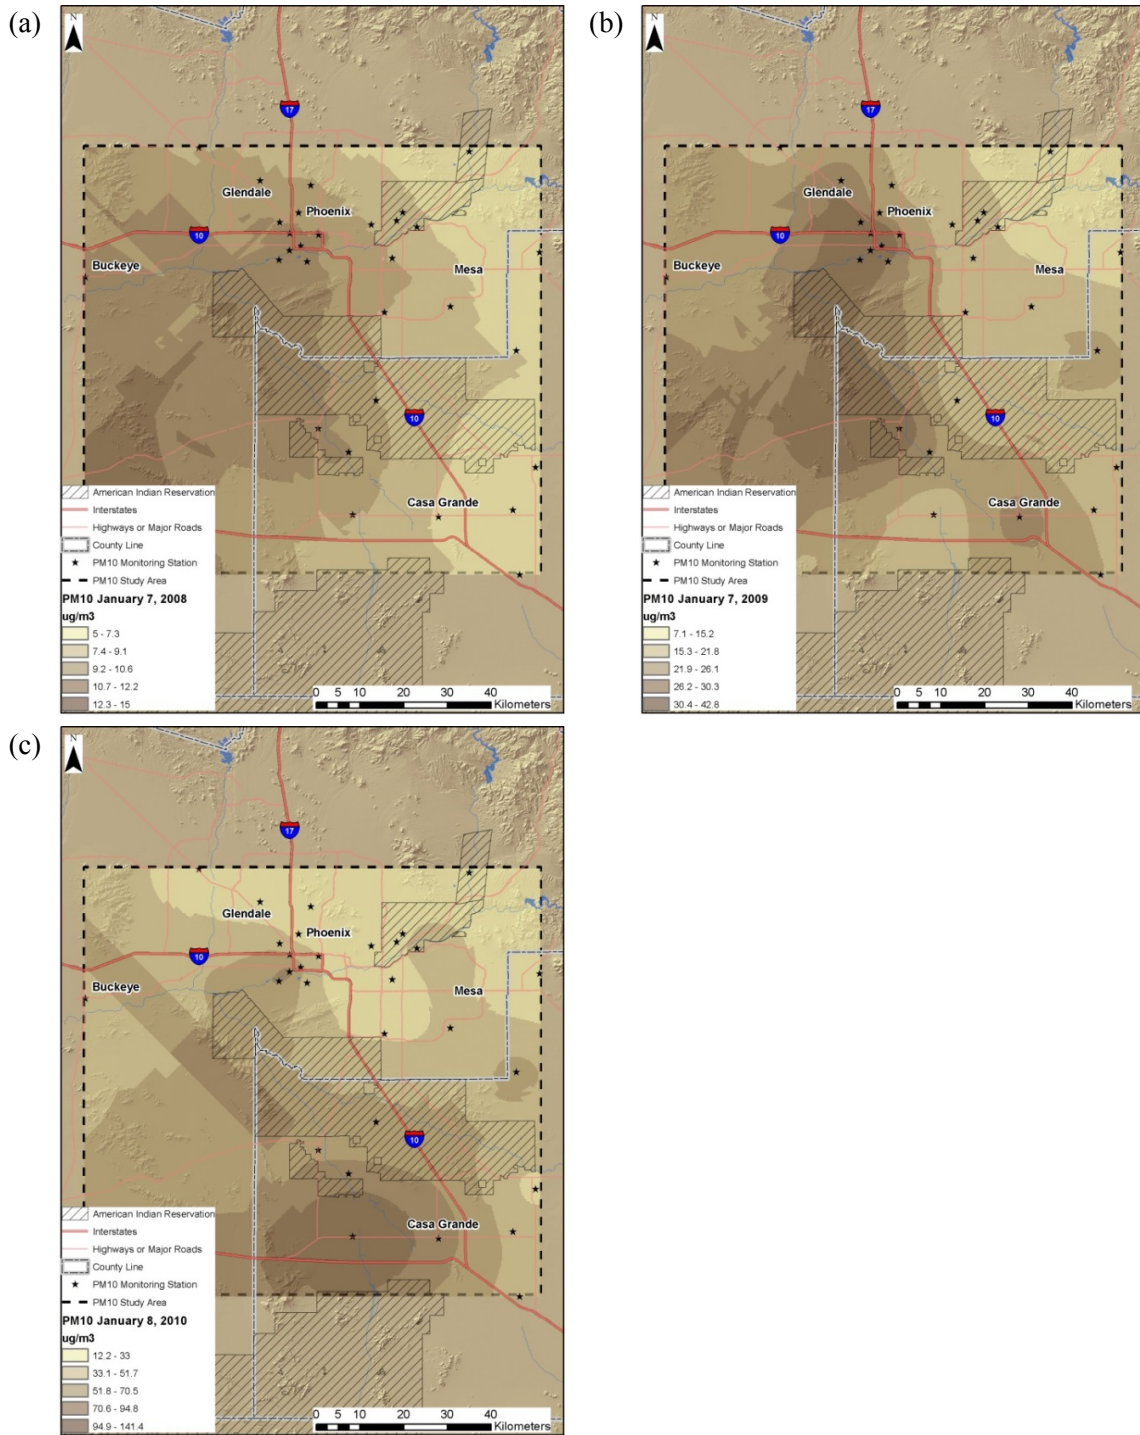 (a)
N
17
Glendale
Phoenix
10
Buckeye
Mesa
10
Casa Grande
American Indian Reservation
Interstates
Highways or Major Roads
County Line
PM10 Monitoring Station
PM10 Study Area
PM10 January 7, 2008
ug/m3
5 - 7.3
7.4 - 9.1
9.2 - 10.6
10.7 - 12.2
12.3 - 15
0 5 10 20 30 40
Kilometers
(b)
N
17
Glendale
Phoenix
10
Buckeye
Mesa
10
Casa Grande
American Indian Reservation
Interstates
Highways or Major Roads
County Line
PM10 Monitoring Station
PM10 Study Area
PM10 January 7, 2009
ug/m3
7.1 - 15.2
15.3 - 21.8
21.9 - 26.1
26.2 - 30.3
30.4 - 42.8
0 5 10 20 30 40
Kilometers
(c)
N
17
Glendale
Phoenix
10
Buckeye
Mesa
10
Casa Grande
American Indian Reservation
Interstates
Highways or Major Roads
County Line
PM10 Monitoring Station
PM10 Study Area
PM10 January 8, 2010
ug/m3
12.2 - 33
33.1 - 51.7
51.8 - 70.5
70.6 - 94.8
94.9 - 141.4
0 5 10 20 30 40
Kilometers